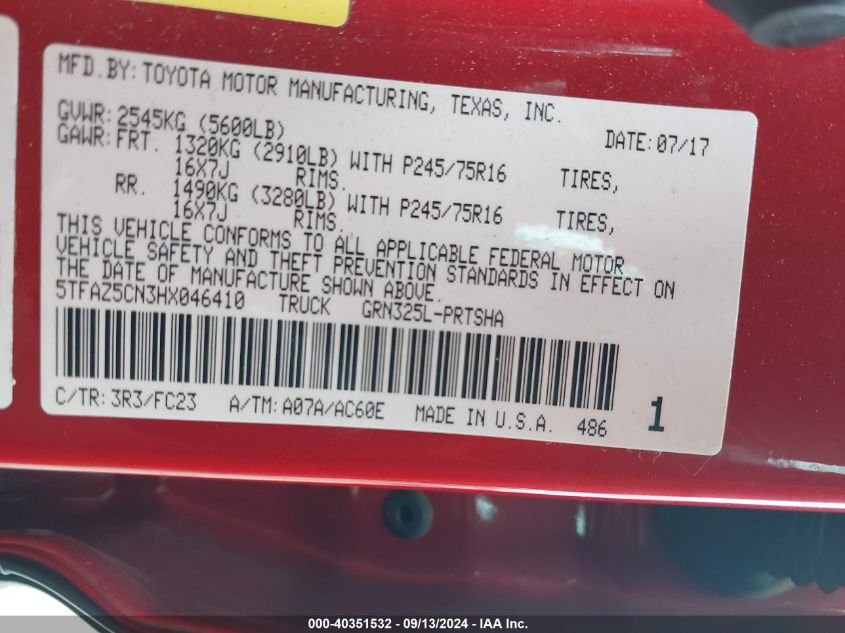 MFD.BY:TOYOTA MOTOR MANUFACTURING, TEXAS, INC.
GVWR:2545KG (5600LB) DATE:07/17
GAWR:FRT. 1320KG (2910LB) WITH P245/75R16 TIRES,
16X7J RIMS.
RR. 1490KG (3280LB) WITH P245/75R16 TIRES,
16X7J RIMS.
THIS VEHICLE CONFORMS TO ALL APPLICABLE FEDERAL MOTOR
VEHICLE SAFETY AND THEFT PREVENTION STANDARDS IN EFFECT ON
THE DATE OF MANUFACTURE SHOWN ABOVE.
5TFAZ5CN3HX046410 TRUCK GRN325L-PRTSHA
C/TR:3R3/FC23 A/TM:A07A/AC60E MADE IN U.S.A. 486 1
000-40351532 - 09/13/2024 - IAA Inc.